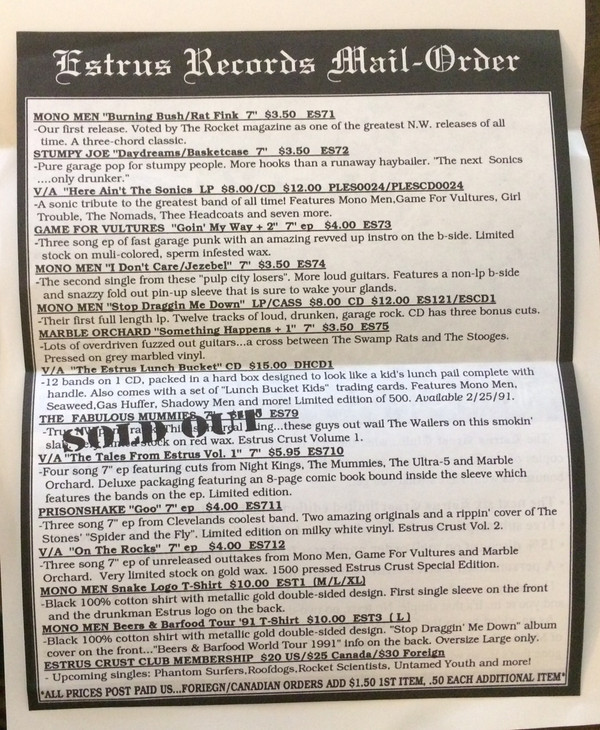 Estrus Records Mail-Order
MONO MEN "Burning Bush/Rat Fink 7" $3.50 ES71
-Our first release. Voted by The Rocket magazine as one of the greatest N.W. releases of all
time. A three-chord classic.
STUMPY JOE "Daydreams/Basketcase 7" $3.50 ES72
-Pure garage pop for stumpy people. More hooks than a runaway haybailer. "The next Sonics
....only drunker."
V/A "Here Ain't The Sonics LP $8.00/CD $12.00 PLES0024/PLESCD0024
-A sonic tribute to the greatest band of all time! Features Mono Men,Game For Vultures, Girl
Trouble, The Nomads, Thee Headcoats and seven more.
GAME FOR VULTURES "Goin' My Way + 2" 7" ep $4.00 ES73
-Three song ep of fast garage punk with an amazing revved up instro on the b-side. Limited
stock on muli-colored, sperm infested wax.
MONO MEN "I Don't Care/Jezebel" 7" $3.50 ES74
-The second single from these "pulp city losers". More loud guitars. Features a non-lp b-side
and snazzy fold out pin-up sleeve that is sure to wake your glands.
MONO MEN "Stop Draggin Me Down" LP/CASS $8.00 CD $12.00 ES121/ESCD1
-Their first full length lp. Twelve tracks of loud, drunken, garage rock. CD has three bonus cuts.
MARBLE ORCHARD "Something Happens + 1" 7" $3.50 ES75
-Lots of overdriven fuzzed out guitars...a cross between The Swamp Rats and The Stooges.
Pressed on grey marbled vinyl.
V/A "The Estrus Lunch Bucket" CD $15.00 DHCD1
-12 bands on 1 CD, packed in a hard box designed to look like a kid's lunch pail complete with
handle. Also comes with a set of "Lunch Bucket Kids" trading cards. Features Mono Men,
Seaweed,Gas Huffer, Shadowy Men and more! Limited edition of 500. Available 2/25/91.
THE FABULOUS MUMMIES 7" ES79
SOLD OUT
ing...these guys out wail The Wailers on this smokin'
stock on red wax. Estrus Crust Volume 1.
V/A "The Tales From Estrus Vol. 1" 7" $5.95 ES710
-Four song 7" ep featuring cuts from Night Kings, The Mummies, The Ultra-5 and Marble
Orchard. Deluxe packaging featuring an 8-page comic book bound inside the sleeve which
features the bands on the ep. Limited edition.
PRISONSHAKE "Goo" 7" ep $4.00 ES711
-Three song 7" ep from Clevelands coolest band. Two amazing originals and a rippin' cover of The
Stones' "Spider and the Fly". Limited edition on milky white vinyl. Estrus Crust Vol. 2.
V/A "On The Rocks" 7" ep $4.00 ES712
-Three song 7" ep of unreleased outtakes from Mono Men, Game For Vultures and Marble
Orchard. Very limited stock on gold wax. 1500 pressed Estrus Crust Special Edition.
MONO MEN Snake Logo T-Shirt $10.00 EST1 (M/L/XL)
-Black 100% cotton shirt with metallic gold double-sided design. First single sleeve on the front
and the drunkman Estrus logo on the back.
MONO MEN Beers & Barfood Tour '91 T-Shirt $10.00 EST3 ( L )
-Black 100% cotton shirt with metallic gold double-sided design. "Stop Draggin' Me Down" album
cover on the front..."Beers & Barfood World Tour 1991" info on the back. Oversize Large only.
ESTRUS CRUST CLUB MEMBERSHIP $20 US/$25 Canada/$30 Foreign
- Upcoming singles: Phantom Surfers,Roofdogs,Rocket Scientists, Untamed Youth and more!
*ALL PRICES POST PAID US...FORIEGN/CANADIAN ORDERS ADD $1.50 1ST ITEM, .50 EACH ADDITIONAL ITEM*